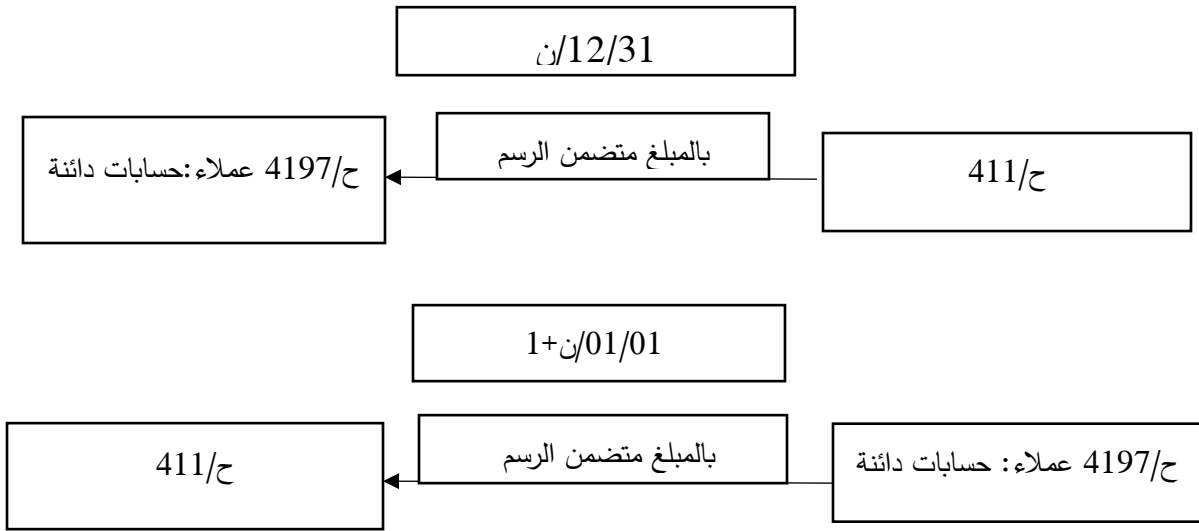 31/12/ن
ح/411
بالمبلغ متضمن الرسم
ح/4197 عملاء:حسابات دائنة
01/01/ن+1
ح/4197 عملاء: حسابات دائنة
بالمبلغ متضمن الرسم
ح/411